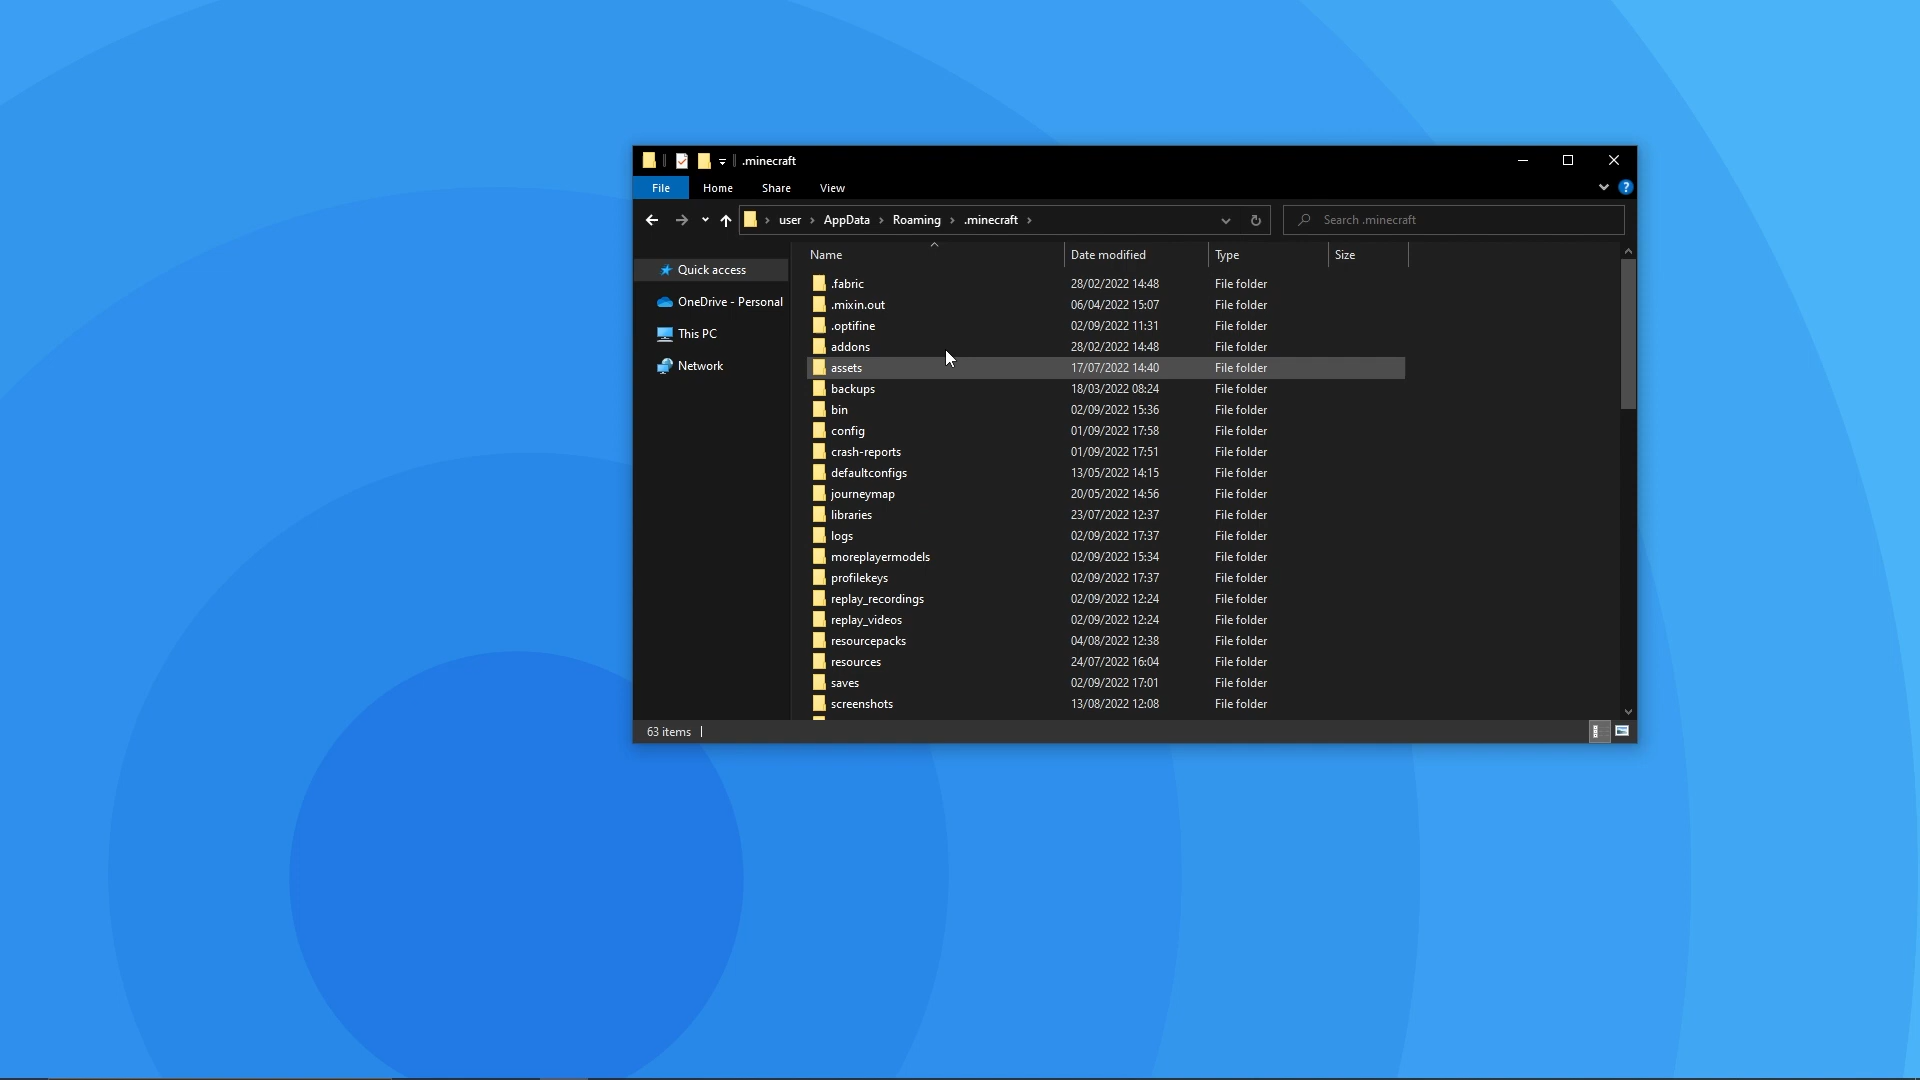 .minecraft
File Home Share View
user AppData Roaming .minecraft Search .minecraft
Name Date modified Type Size
Quick access
OneDrive - Personal
This PC
Network
.fabric 28/02/2022 14:48 File folder
.mixin.out 06/04/2022 15:07 File folder
.optifine 02/09/2022 11:31 File folder
addons 28/02/2022 14:48 File folder
assets 17/07/2022 14:40 File folder
backups 18/03/2022 08:24 File folder
bin 02/09/2022 15:36 File folder
config 01/09/2022 17:58 File folder
crash-reports 01/09/2022 17:51 File folder
defaultconfigs 13/05/2022 14:15 File folder
journeymap 20/05/2022 14:56 File folder
libraries 23/07/2022 12:37 File folder
logs 02/09/2022 17:37 File folder
moreplayermodels 02/09/2022 15:34 File folder
profilekeys 02/09/2022 17:37 File folder
replay_recordings 02/09/2022 12:24 File folder
replay_videos 02/09/2022 12:24 File folder
resourcepacks 04/08/2022 12:38 File folder
resources 24/07/2022 16:04 File folder
saves 02/09/2022 17:01 File folder
screenshots 13/08/2022 12:08 File folder
63 items